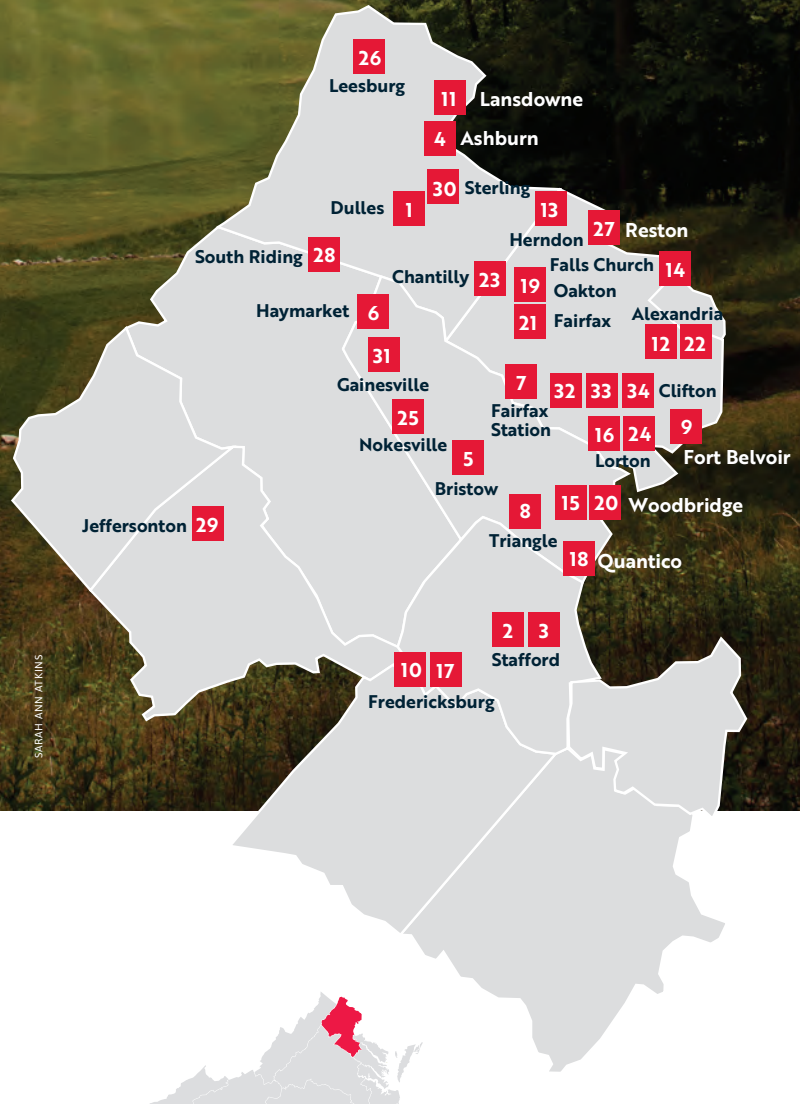 26
Leesburg
11 Lansdowne
4 Ashburn
30 Sterling
Dulles 1
13
Herndon
27 Reston
South Riding 28
Falls Church 14
Chantilly 23
19 Oakton
Haymarket 6
21 Fairfax
Alexandria
12 22
31
Gainesville
7
Fairfax
Station
32 33 34 Clifton
25
Nokesville
16 24
Lorton
9
Fort Belvoir
5
Bristow
15 20 Woodbridge
8
Triangle
Jeffersonton 29
18 Quantico
2 3
Stafford
10 17
Fredericksburg
SARAH ANN ATKINS